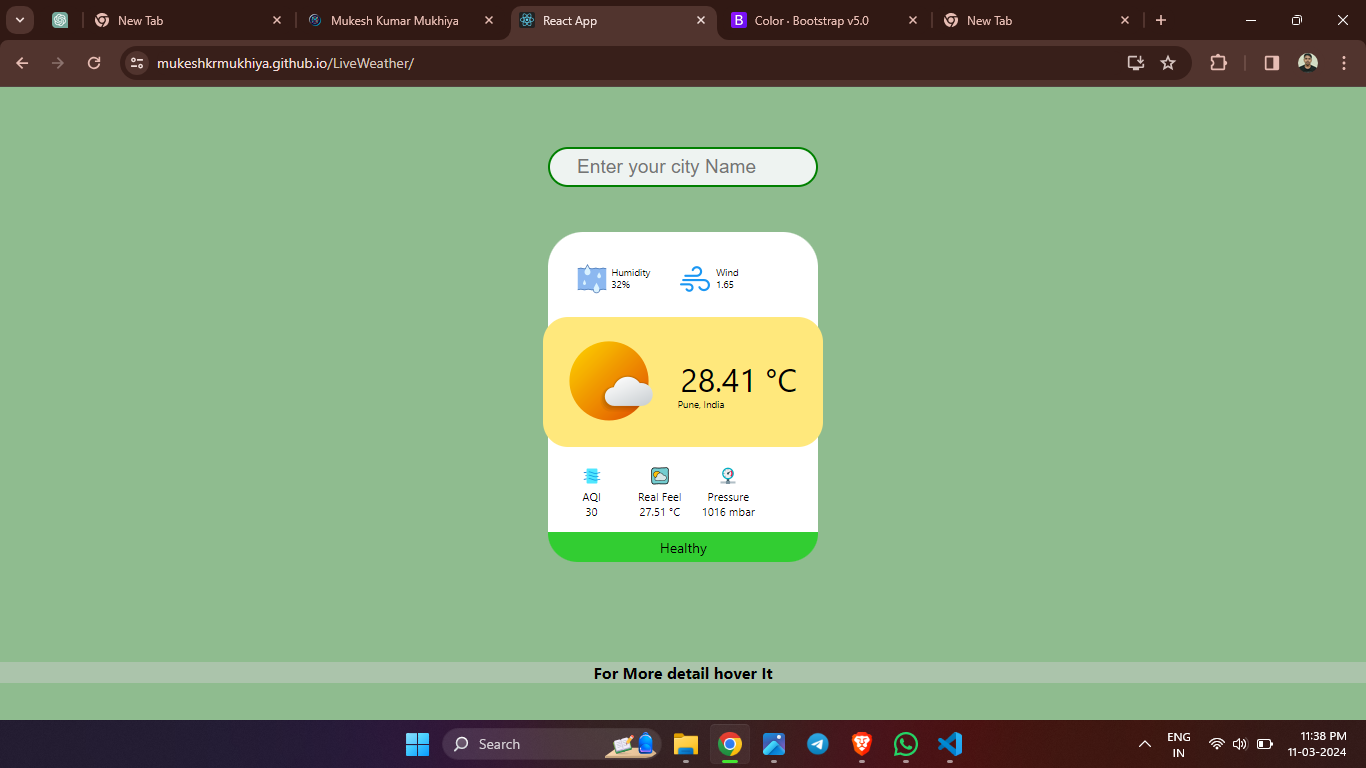 New Tab
Mukesh Kumar Mukhiya
React App
B
Color · Bootstrap v5.0
New Tab
mukeshkrmukhiya.github.io/LiveWeather/
Enter your city Name
Humidity
32%
Wind
1.65
28.41 °C
Pune, India
AQI
30
Real Feel
27.51 °C
Pressure
1016 mbar
Healthy
For More detail hover It
Search
ENG
IN
11:38 PM
11-03-2024